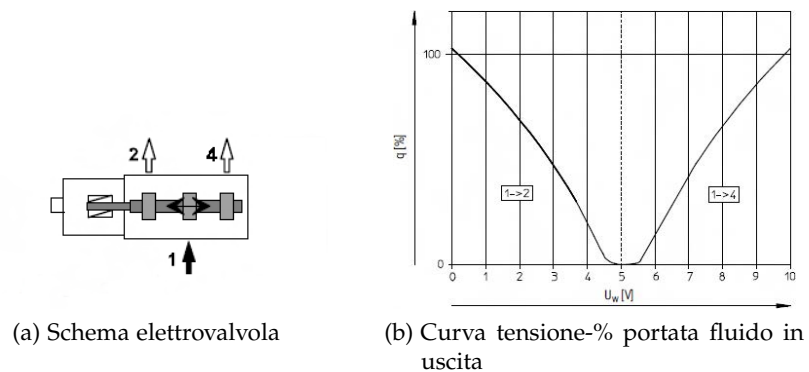 2
4
1
100
q [%]
0
1->2
1->4
0 1 2 3 4 5 6 7 8 9 10
U_w [V]
(a) Schema elettrovalvola
(b) Curva tensione-% portata fluido in
uscita